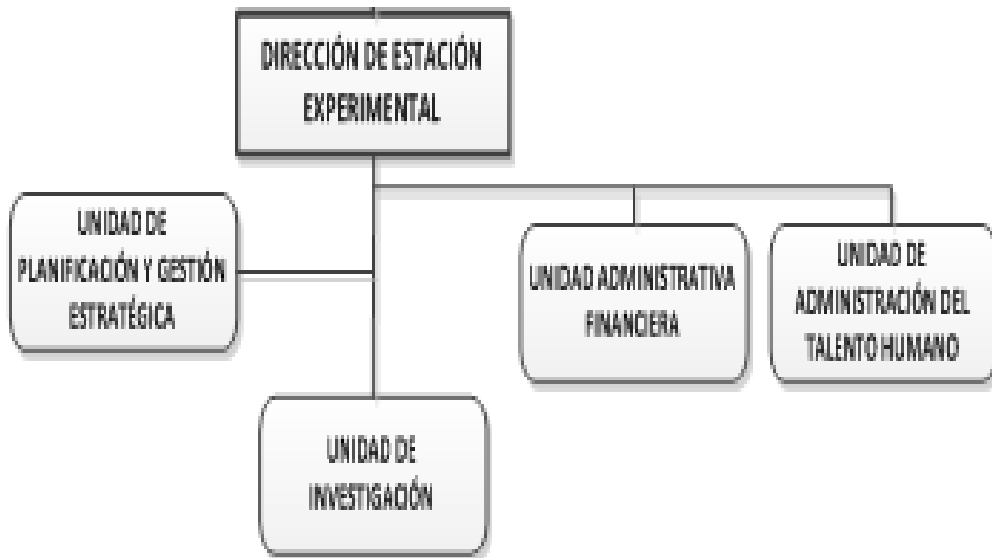 DIRECCIÓN DE ESTACIÓN
EXPERIMENTAL
UNIDAD DE
PLANIFICACIÓN Y GESTIÓN
ESTRATÉGICA
UNIDAD ADMINISTRATIVA
FINANCIERA
UNIDAD DE
ADMINISTRACIÓN DEL
TALENTO HUMANO
UNIDAD DE
INVESTIGACIÓN